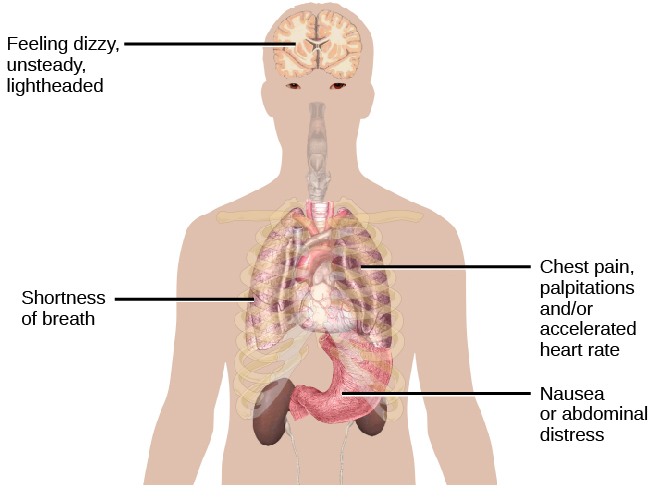 Feeling dizzy,
unsteady,
lightheaded
Shortness
of breath
Chest pain,
palpitations
and/or
accelerated
heart rate
Nausea
or abdominal
distress